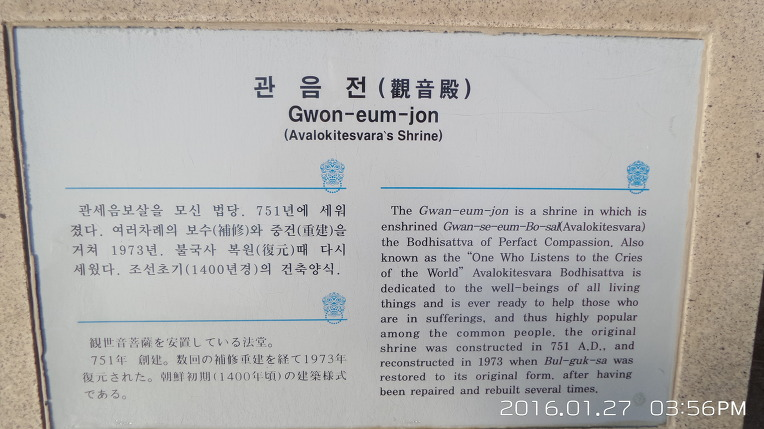 관 음 전 (觀音殿)
Gwon-eum-jon
(Avalokitesvara's Shrine)
관세음보살을 모신 법당. 751년에 세워
졌다. 여러차례의 보수(補修)와 중건(重建)을
거쳐 1973년. 불국사 복원(復元)때 다시
세웠다. 조선초기(1400년경)의 건축양식.
観世音菩薩を安置している法堂。
751年 創建。数回の補修重建を経て1973年
復元された。朝鮮初期(1400年頃)の建築様式
である。
The Gwan-eum-jon is a shrine in which is
enshrined Gwan-se-eum-Bo-sal(Avalokitesvara)
the Bodhisattva of Perfact Compassion. Also
known as the "One Who Listens to the Cries
of the World" Avalokitesvara Bodhisattva is
dedicated to the well-beings of all living
things and is ever ready to help those who
are in sufferings, and thus highly popular
among the common people, the original
shrine was constructed in 751 A.D., and
reconstructed in 1973 when Bul-guk-sa was
restored to its original form, after having
been repaired and rebuilt several times.
2016.01.27 03:56PM